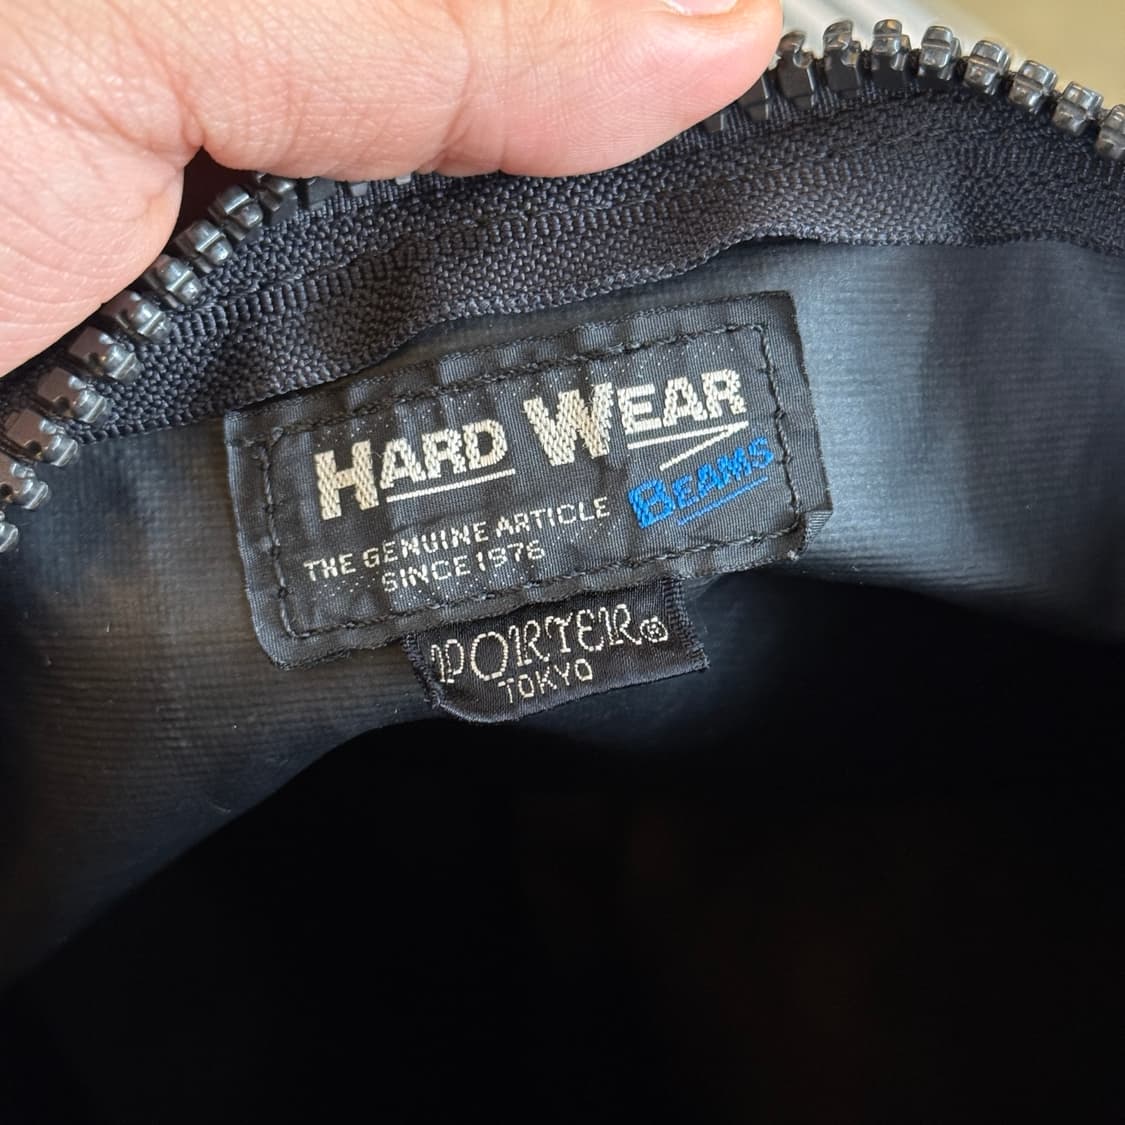 HARD WEAR
BEAMS
THE GENUINE ARTICLE
SINCE 1976
PORTER®
TOKYO